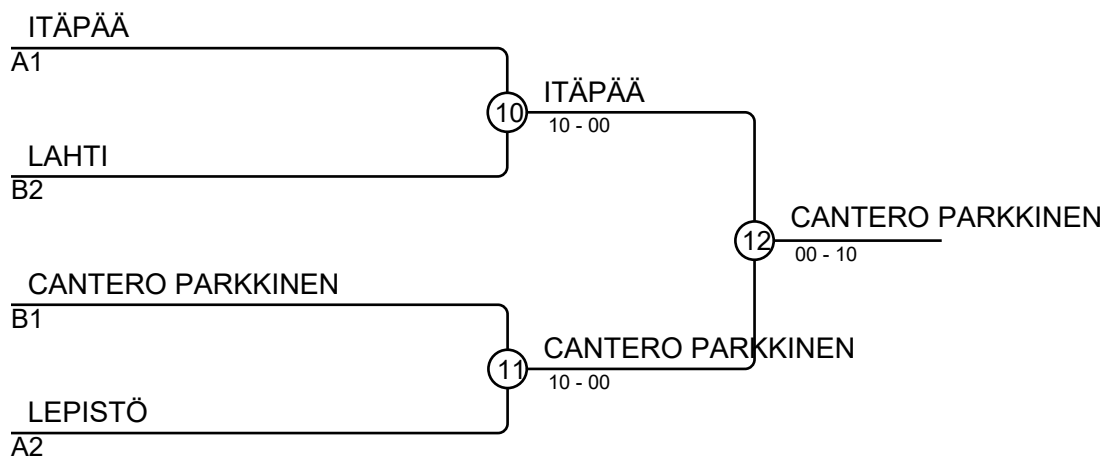 ITÄPÄÄ
A1
10
ITÄPÄÄ
10 - 00
LAHTI
B2
12
CANTERO PARKKINEN
00 - 10
CANTERO PARKKINEN
B1
11
CANTERO PARKKINEN
10 - 00
LEPISTÖ
A2